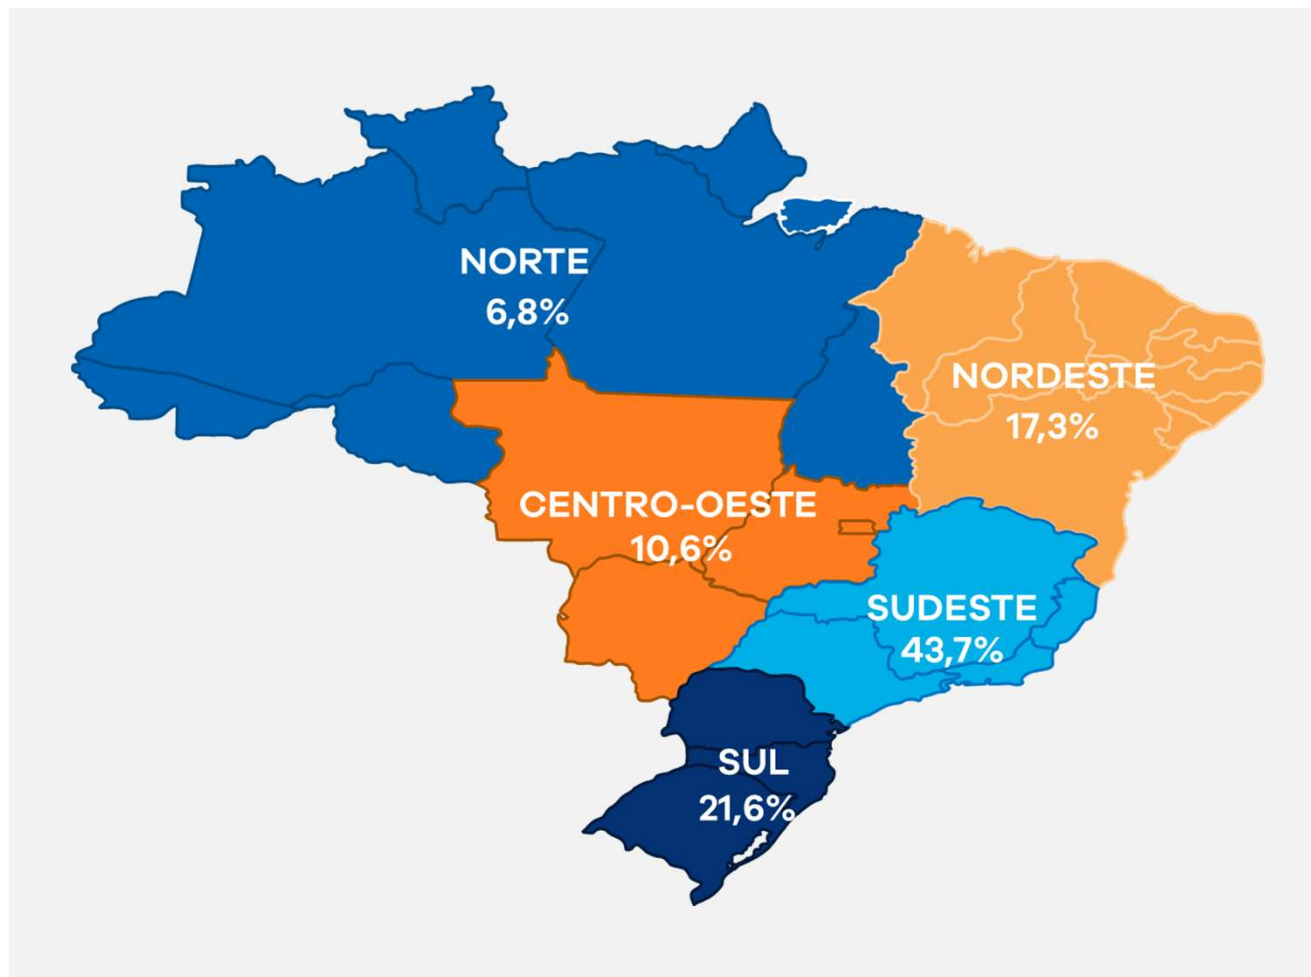 NORTE
6,8%
NORDESTE
17,3%
CENTRO-OESTE
10,6%
SUDESTE
43,7%
SUL
21,6%